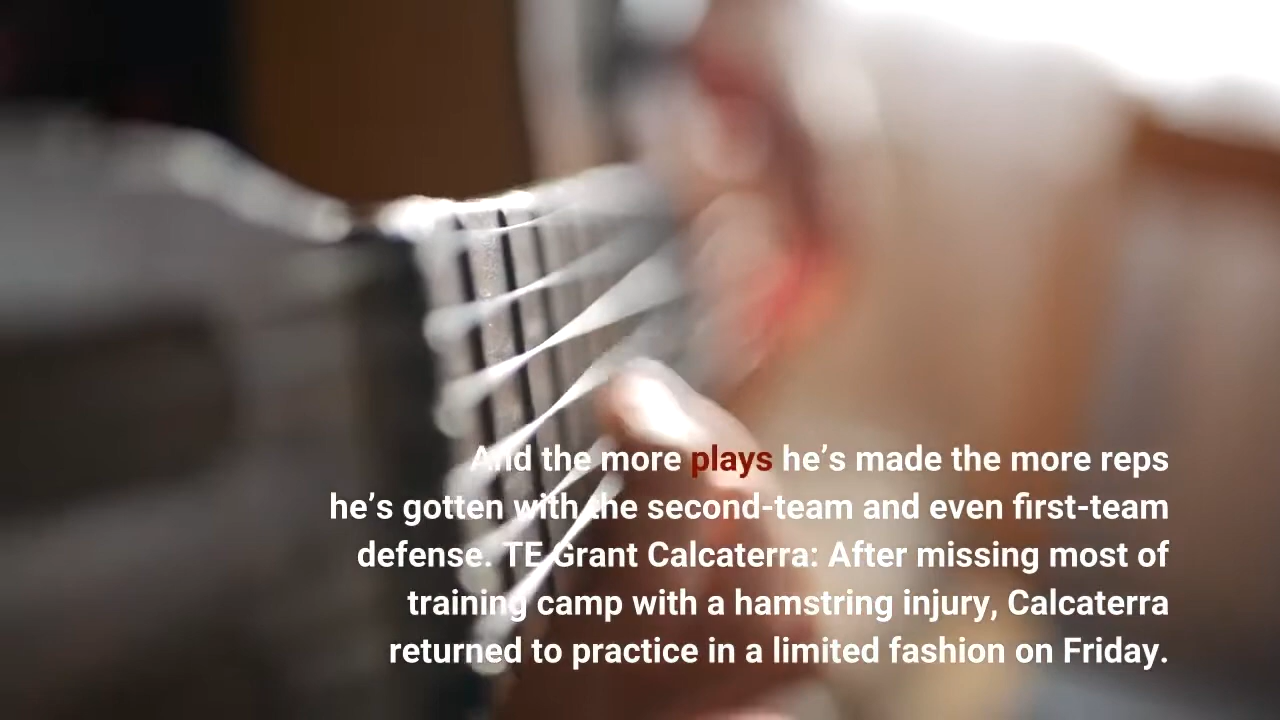 And the more plays he’s made the more reps
he’s gotten with the second-team and even first-team
defense. TE Grant Calcaterra: After missing most of
training camp with a hamstring injury, Calcaterra
returned to practice in a limited fashion on Friday.